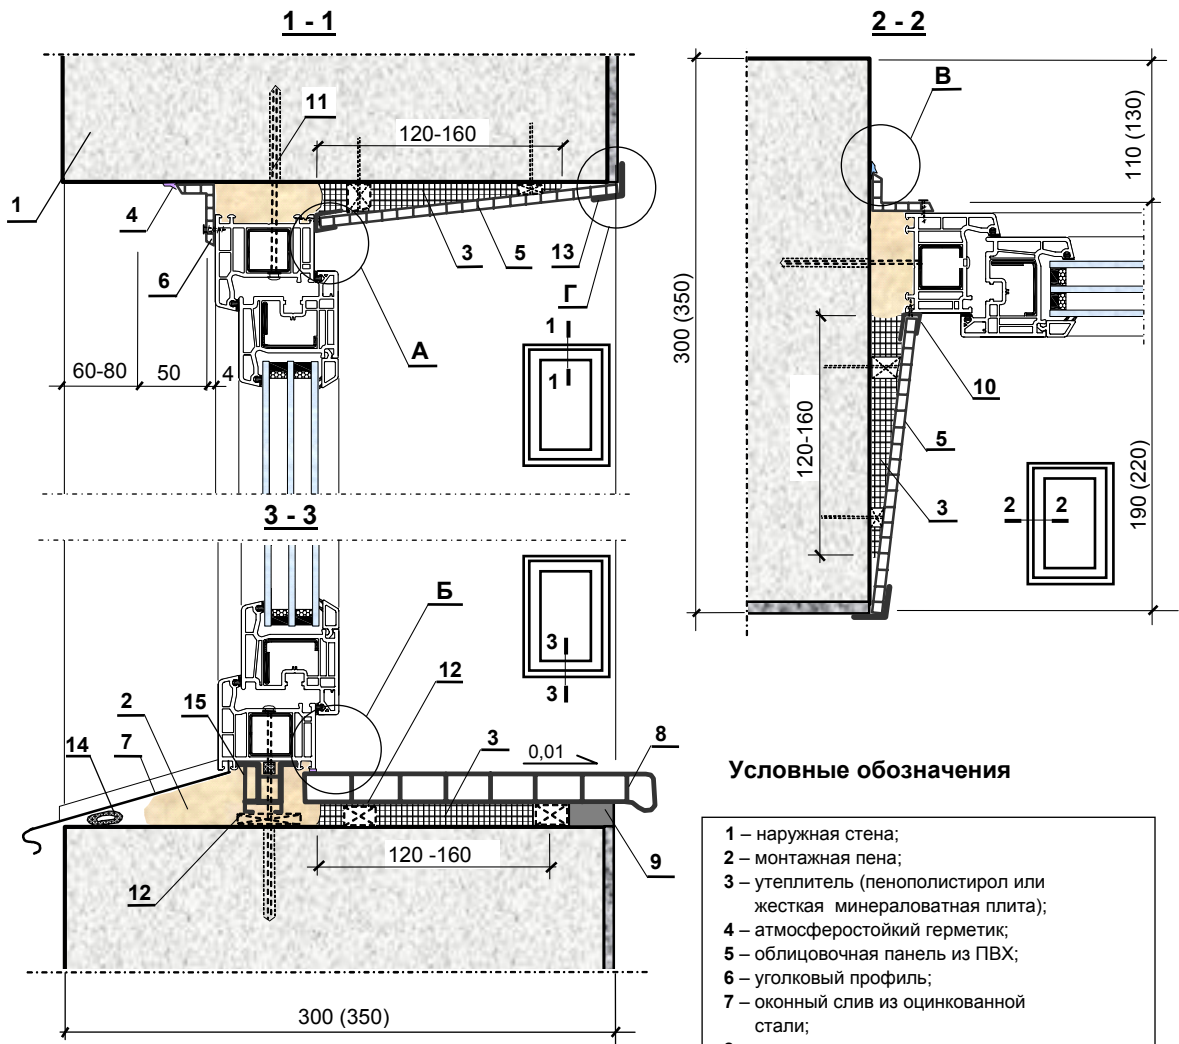 1 - 1
2 - 2
11
120-160
В
110 (130)
1
4
3
5
13
6
Г
А
60-80
50
4
1
1
300 (350)
10
120-160
5
3
190 (220)
2
2
3 - 3
Б
3
3
12
2
15
14
7
3
0,01
8
12
120 -160
9
300 (350)
Условные обозначения
1 – наружная стена;
2 – монтажная пена;
3 – утеплитель (пенополистирол или
жесткая минераловатная плита);
4 – атмосферостойкий герметик;
5 – облицовочная панель из ПВХ;
6 – уголковый профиль;
7 – оконный слив из оцинкованной
стали;